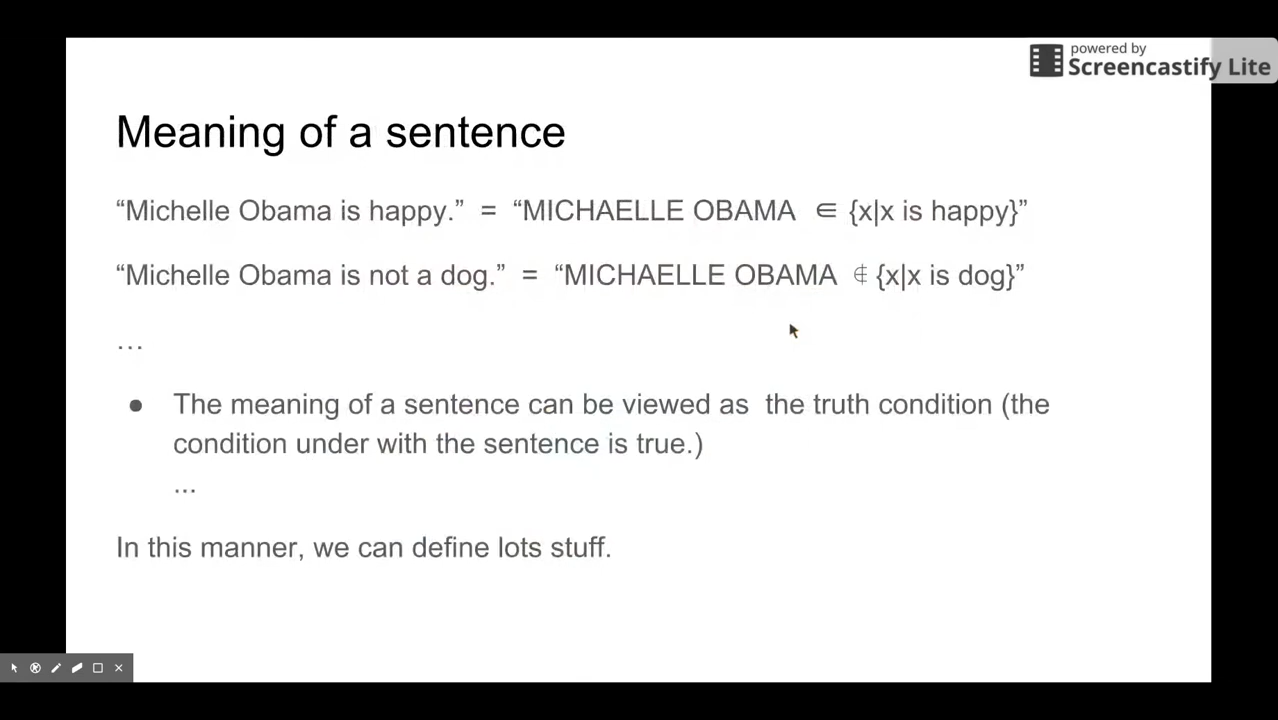 powered by
Screencastify Lite
Meaning of a sentence
“Michelle Obama is happy.” = “MICHAELLE OBAMA ∈ {x|x is happy}”
“Michelle Obama is not a dog.” = “MICHAELLE OBAMA ∉ {x|x is dog}”
…
● The meaning of a sentence can be viewed as the truth condition (the
condition under with the sentence is true.)
...
In this manner, we can define lots stuff.